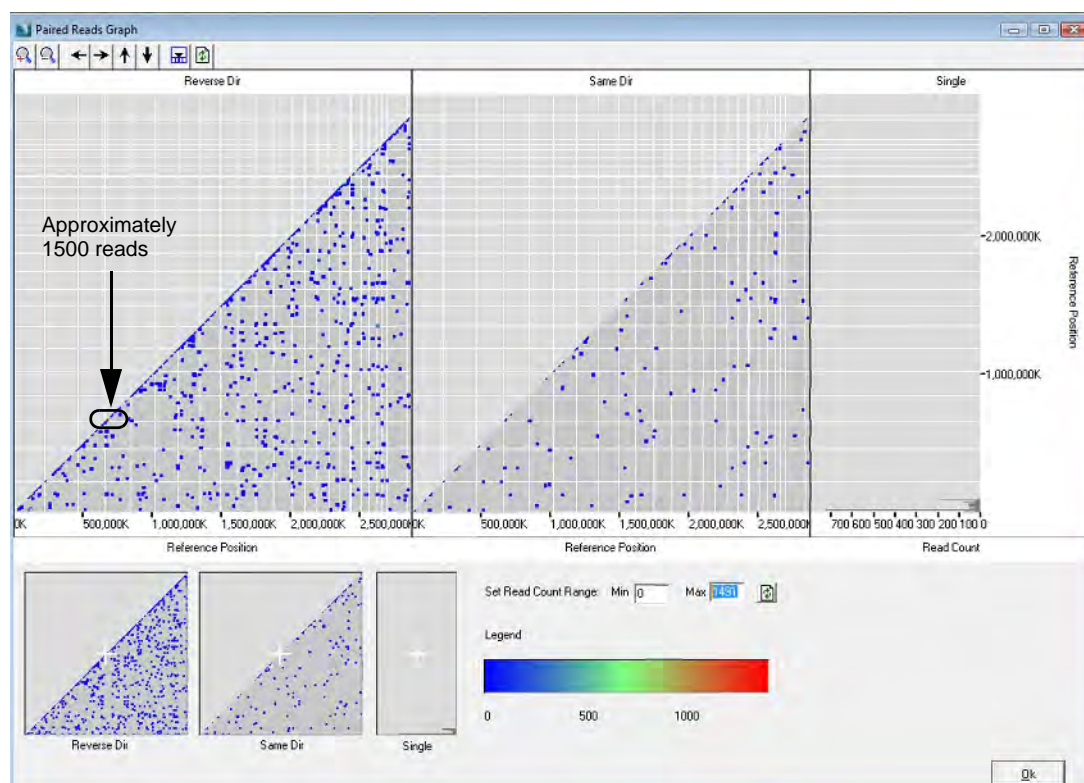 Paired Reads Graph
Reverse Dir
Same Dir
Single
Approximately
1500 reads
2,000,000K
1,000,000K
Reference Position
0K 500,000K 1,000,000K 1,500,000K 2,000,000K 2,500,000K
0K 500,000K 1,000,000K 1,500,000K 2,000,000K 2,500,000
700 600 500 400 300 200 100 0
Reference Position
Reference Position
Read Count
Set Read Count Range: Min 0 Max 1491
Legend
0 500 1000
Reverse Dir
Same Dir
Single
Ok